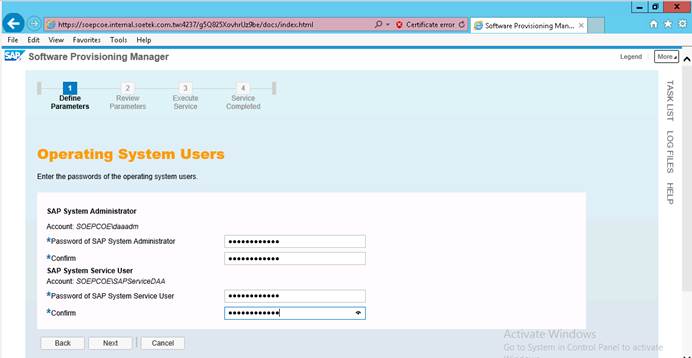 https://soepcoe.internal.soetek.com.tw:4237/g5Q825XovhrUz9be/docs/index.html
Certificate error
Software Provisioning Man...
File Edit View Favorites Tools Help
SAP Software Provisioning Manager
Legend More
1 2 3 4
Define Parameters
Review Parameters
Execute Service
Service Completed
TASK LIST
LOG FILES
HELP
Operating System Users
Enter the passwords of the operating system users.
SAP System Administrator
Account: SOEPCOE\daaadm
*Password of SAP System Administrator ●●●●●●●●●●●●
*Confirm ●●●●●●●●●●●●
SAP System Service User
Account: SOEPCOE\SAPServiceDAA
*Password of SAP System Service User ●●●●●●●●●●●●
*Confirm ●●●●●●●●●●●●
Back Next Cancel
Activate Windows
Go to System in Control Panel to activate
Windows.